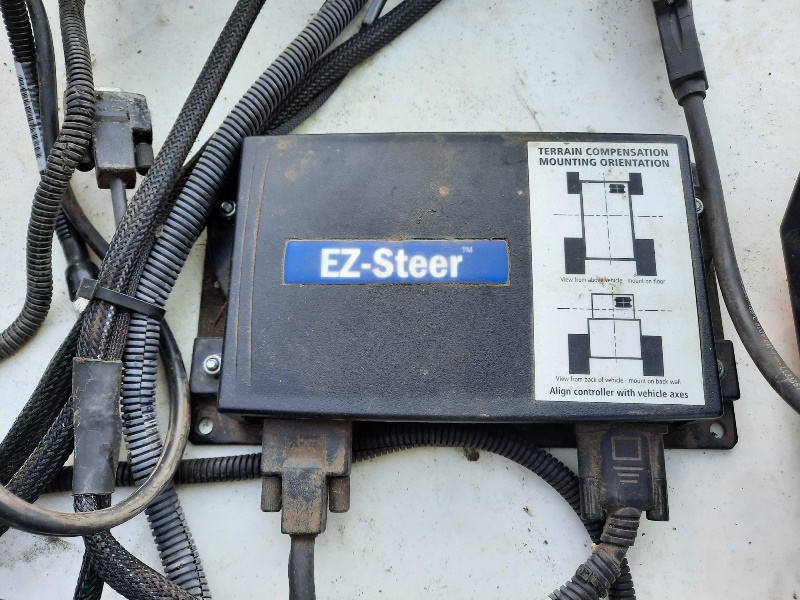 TERRAIN COMPENSATION
MOUNTING ORIENTATION
EZ-Steer™
View from above vehicle - mount on floor
View from back of vehicle - mount on back wall
Align controller with vehicle axes